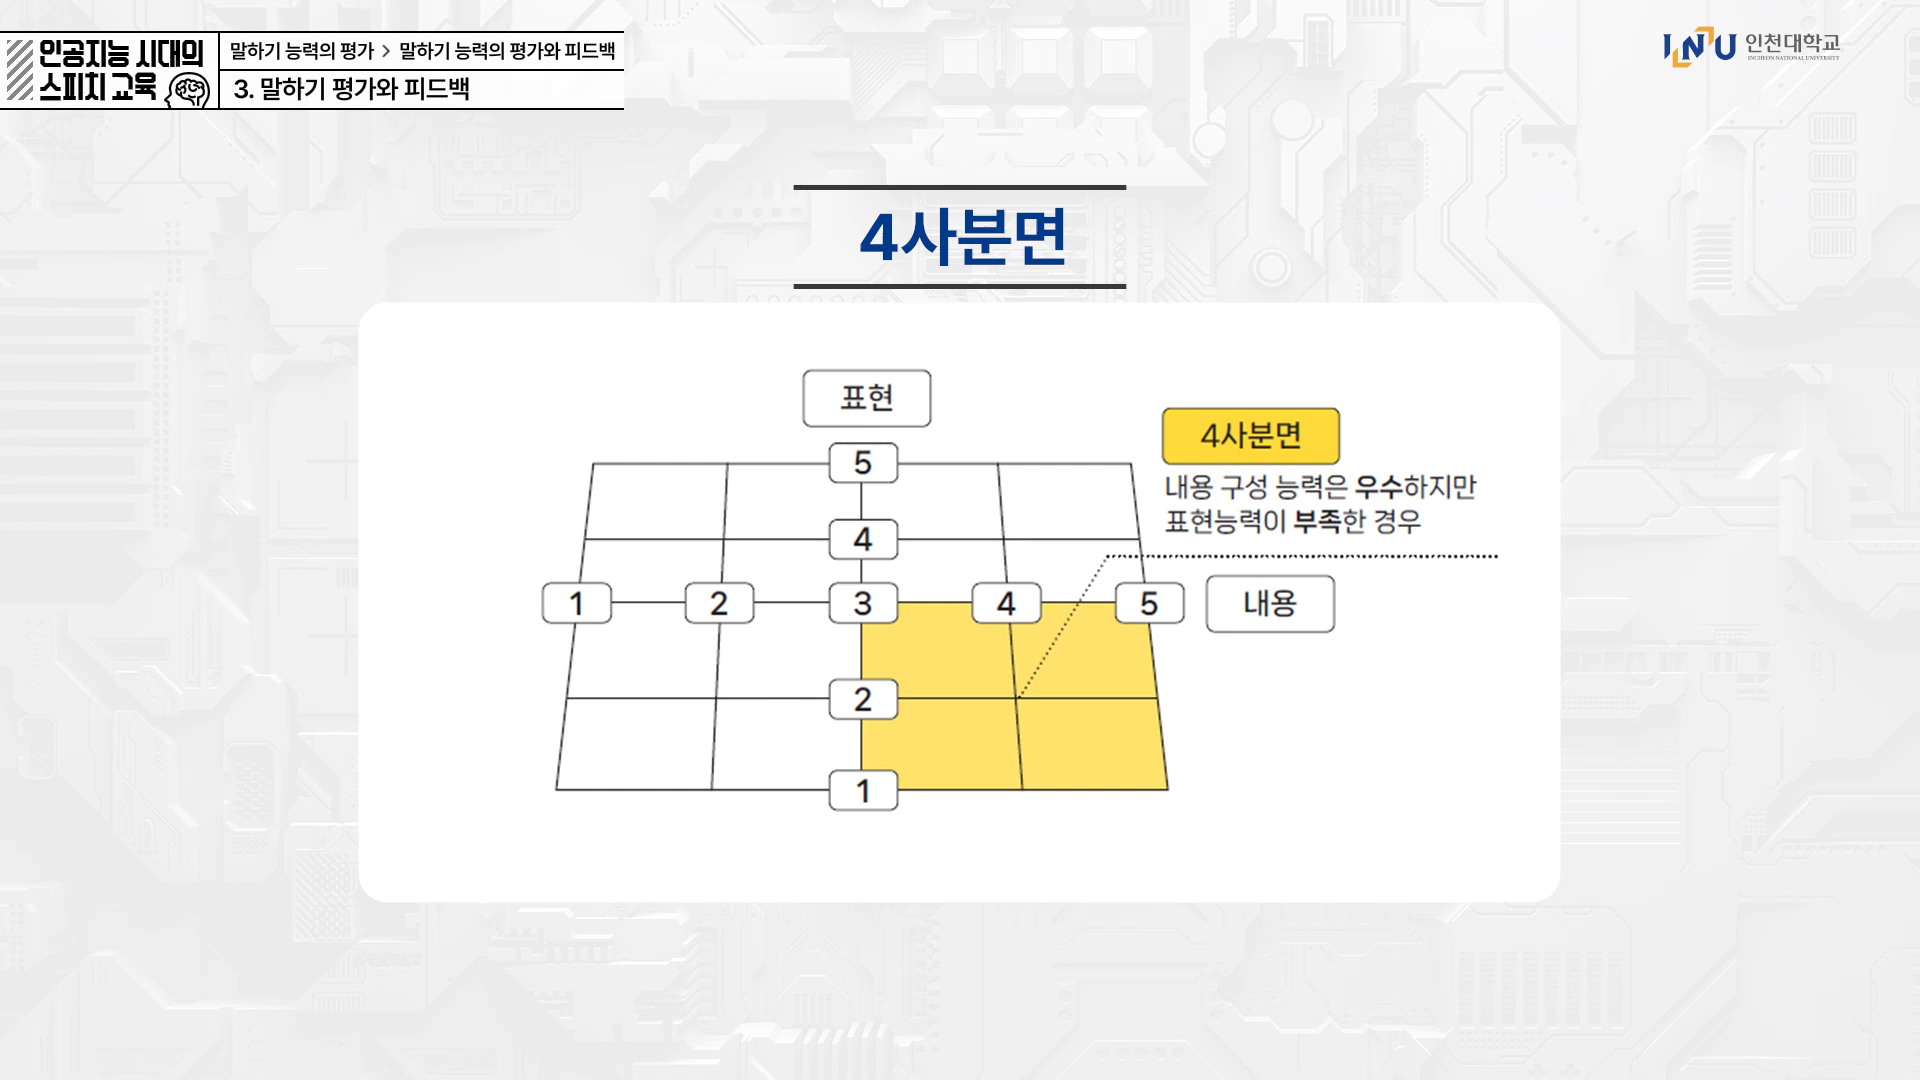 인공지능 시대의
스피치 교육
말하기 능력의 평가 > 말하기 능력의 평가와 피드백
3. 말하기 평가와 피드백
INU 인천대학교
INCHEON NATIONAL UNIVERSITY
4사분면
표현
5
4
1 2 3 4 5 내용
2
1
4사분면
내용 구성 능력은 우수하지만
표현능력이 부족한 경우